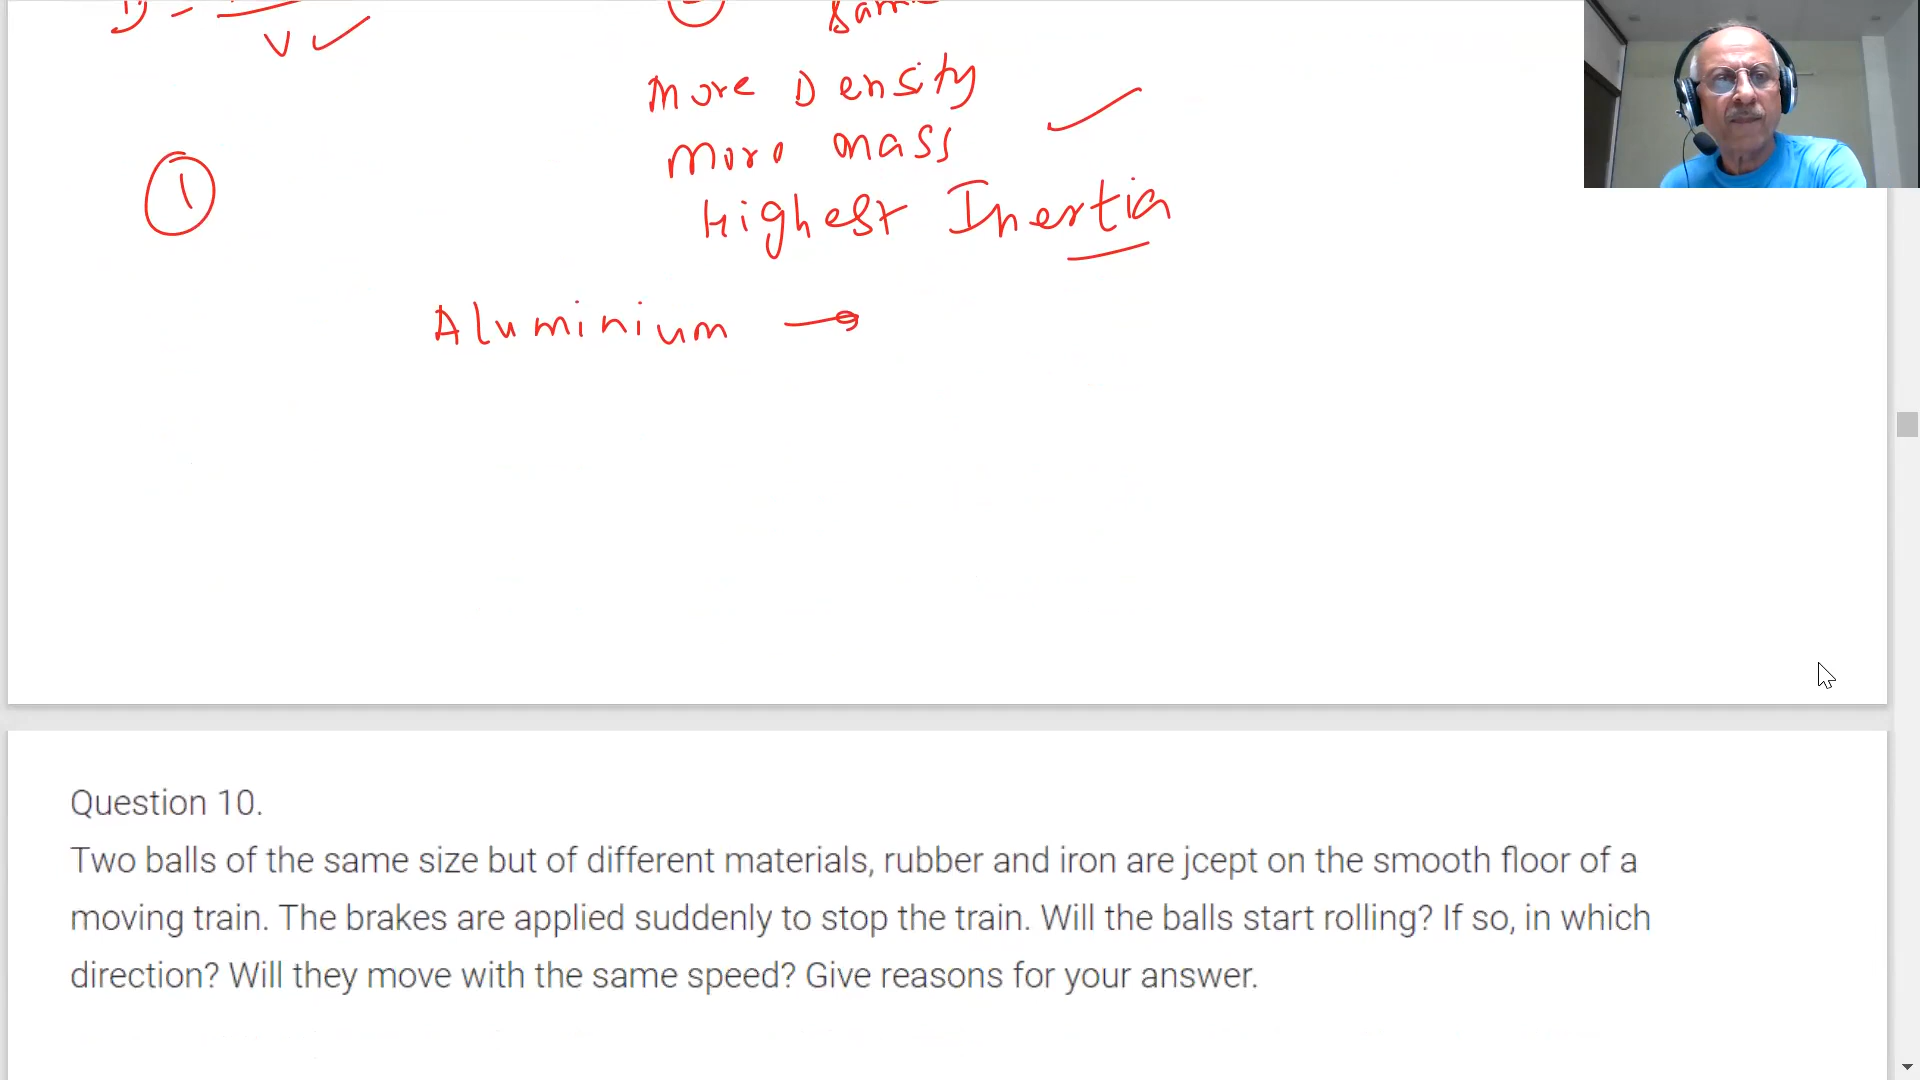 V
More Density
More mass
①
Highest Inertia
Aluminium →
Question 10.
Two balls of the same size but of different materials, rubber and iron are jcept on the smooth floor of a
moving train. The brakes are applied suddenly to stop the train. Will the balls start rolling? If so, in which
direction? Will they move with the same speed? Give reasons for your answer.